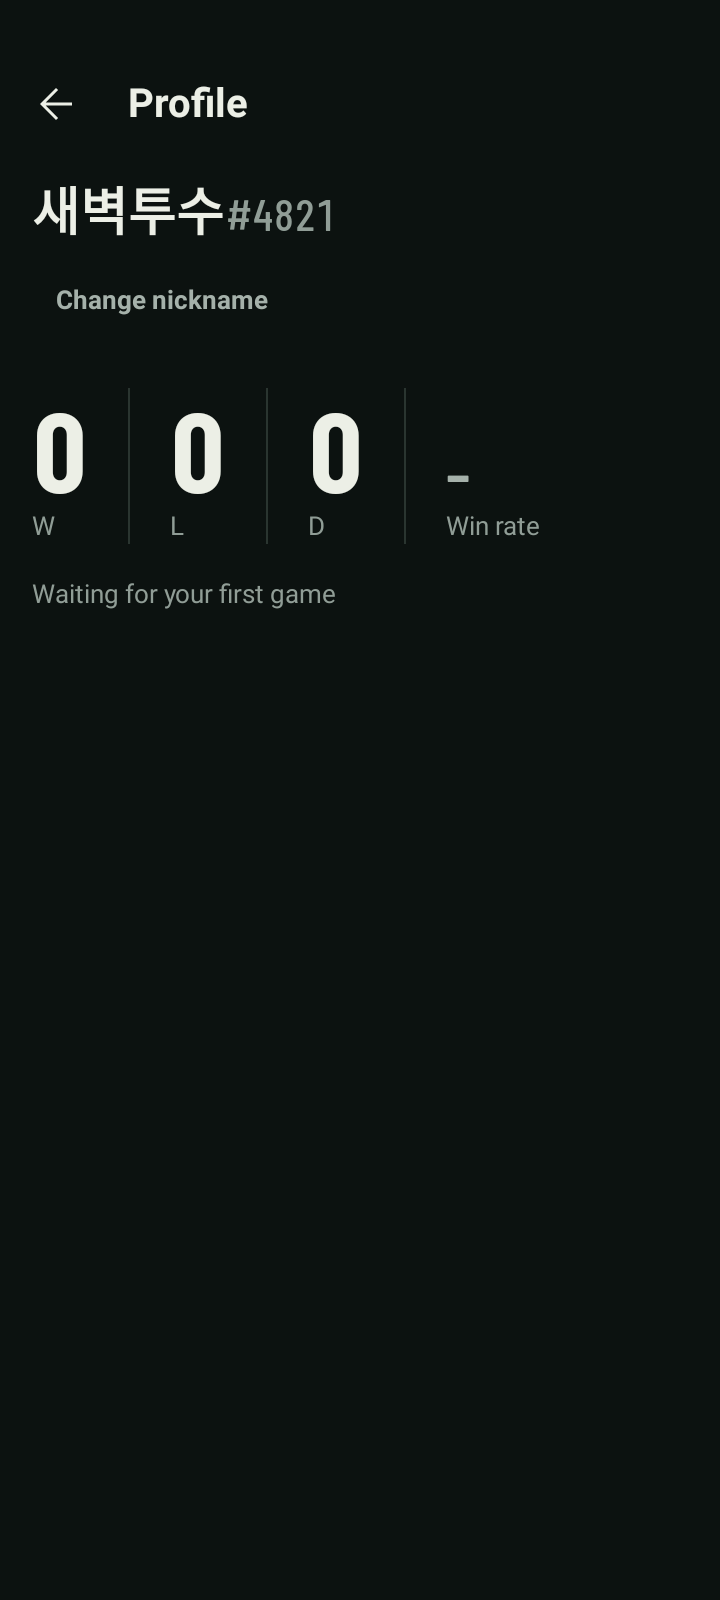 Profile
새벽투수#4821
Change nickname
0 0 0 -
W L D Win rate
Waiting for your first game